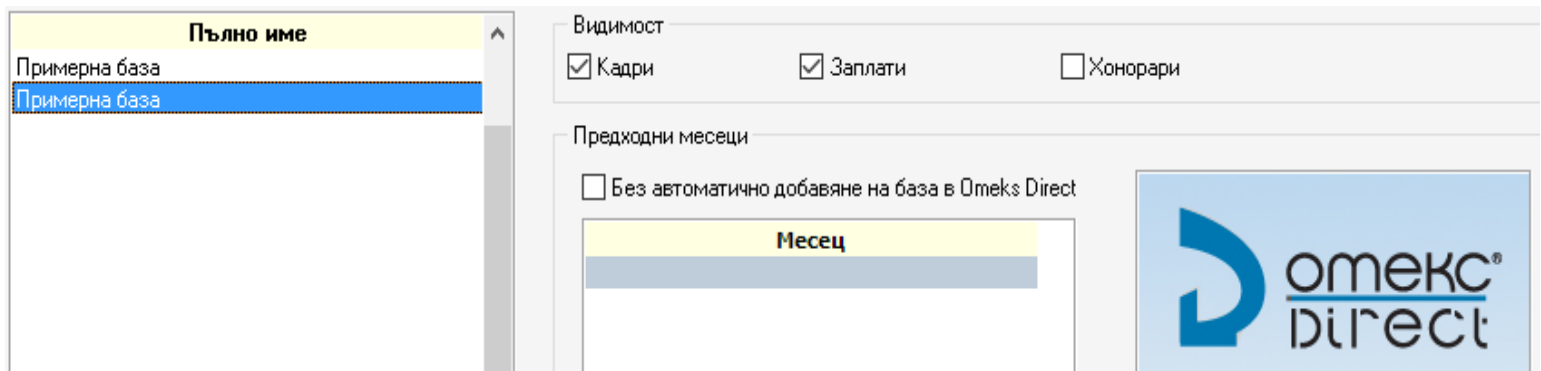 Пълно име
Примерна база
Примерна база
Видимост
Кадри Заплати Хонорари
Предходни месеци
Без автоматично добавяне на база в Omeks Direct
Месец
омекс®
Direct